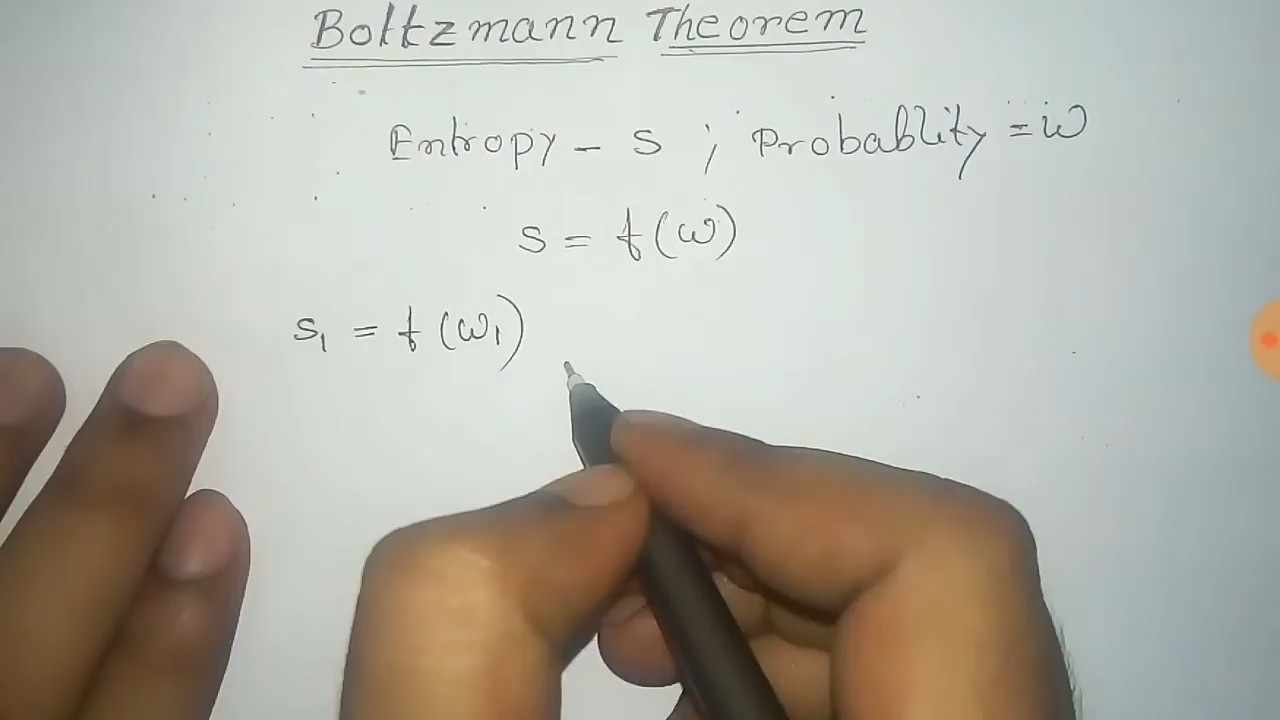 Boltzmann Theorem
Entropy - S ; Probablity = ω
S = f(ω)
S₁ = f(ω₁)